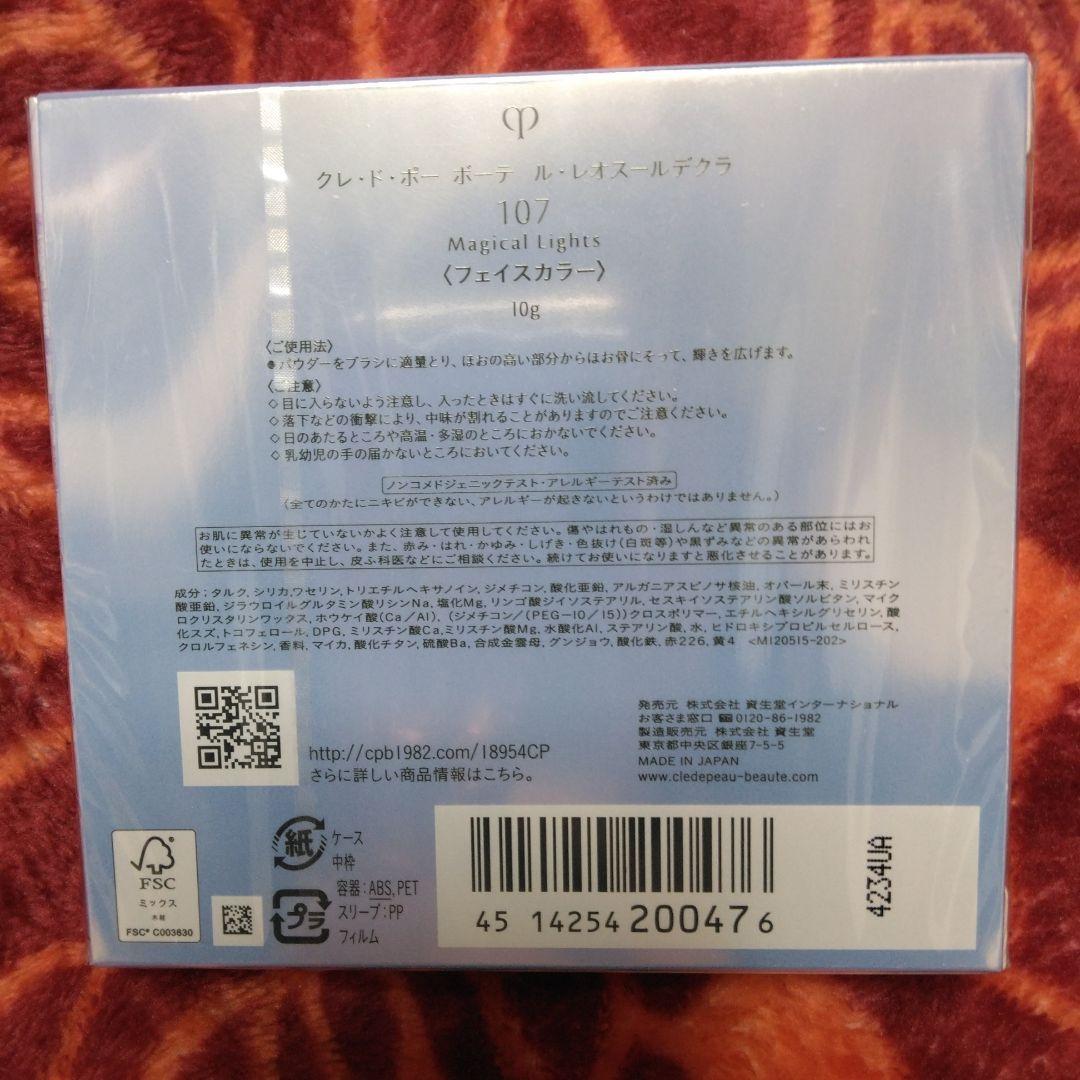 クレ・ド・ポー ボーテ ル・レオスールデクラ
107
Magical Lights
〈フェイスカラー〉
10g
〈ご使用法〉
●パウダーをブラシに適量とり、ほおの高い部分からほお骨にそって、輝きを広げます。
〈ご注意〉
◇目に入らないよう注意し、入ったときはすぐに洗い流してください。
◇落下などの衝撃により、中味が割れることがありますのでご注意ください。
◇日のあたるところや高温・多湿のところにおかないでください。
◇乳幼児の手の届かないところにおいてください。
ノンコメドジェニックテスト・アレルギーテスト済み
(全てのかたにニキビができない、アレルギーが起きないというわけではありません。)
お肌に異常が生じていないかよく注意して使用してください。傷やはれもの・湿しんなど異常のある部位にはお
使いにならないでください。また、赤み・はれ・かゆみ・しげき・色抜け(白斑等)や黒ずみなどの異常があらわれ
たときは、使用を中止し、皮ふ科医などにご相談ください。続けてお使いになりますと悪化させることがあります。
成分；タルク,シリカ,ワセリン,トリエチルヘキサノイン,ジメチコン,酸化亜鉛,アルガニアスピノサ核油,オパール末,ミリスチン
酸亜鉛,ジラウロイルグルタミン酸リシンNa,塩化Mg,リンゴ酸ジイソステアリル,セスキイソステアリン酸ソルビタン,マイク
ロクリスタリンワックス,ホウケイ酸(Ca/Al),(ジメチコン/(PEG-10/15))クロスポリマー,エチルヘキシルグリセリン,酸
化スズ,トコフェロール,DPG,ミリスチン酸Ca,ミリスチン酸Mg,水酸化Al,ステアリン酸,水,ヒドロキシプロピルセルロース,
クロルフェネシン,香料,マイカ,酸化チタン,硫酸Ba,合成金雲母,グンジョウ,酸化鉄,赤226,黄4 <MI20515-202>
http://cpb1982.com/18954CP
さらに詳しい商品情報はこちら。
発売元 株式会社 資生堂インターナショナル
お客さま窓口 ☎0120-86-1982
製造販売元 株式会社 資生堂
東京都中央区銀座7-5-5
MADE IN JAPAN
www.cledepeau-beaute.com
FSC
ミックス
FSC® C003630
紙
ケース
中枠
プラ
容器:ABS,PET
スリーブ:PP
フィルム
45 14254 200476
4234UA